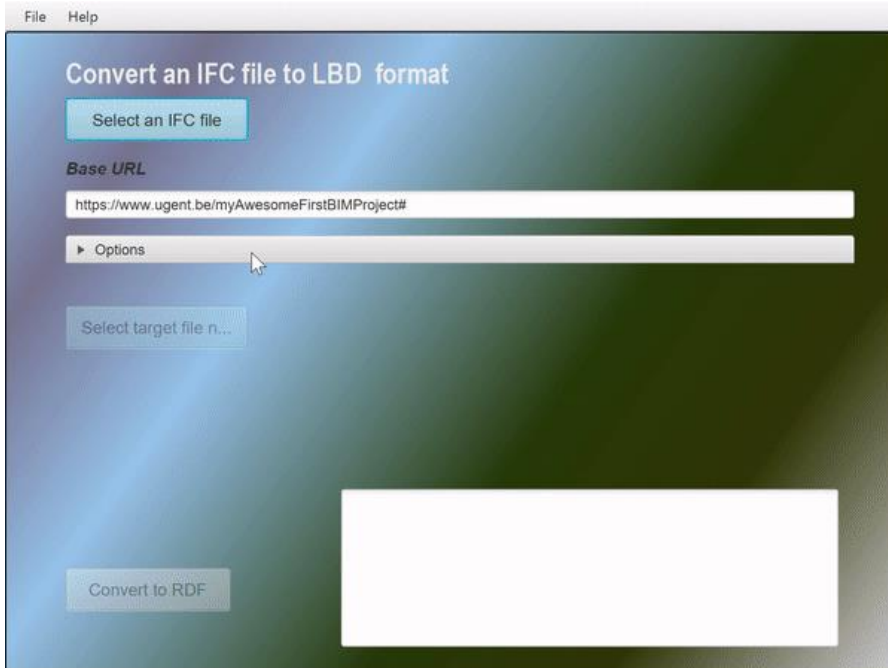 File Help
Convert an IFC file to LBD format
Select an IFC file
Base URL
https://www.ugent.be/myAwesomeFirstBIMProject#
Options
Select target file n...
Convert to RDF